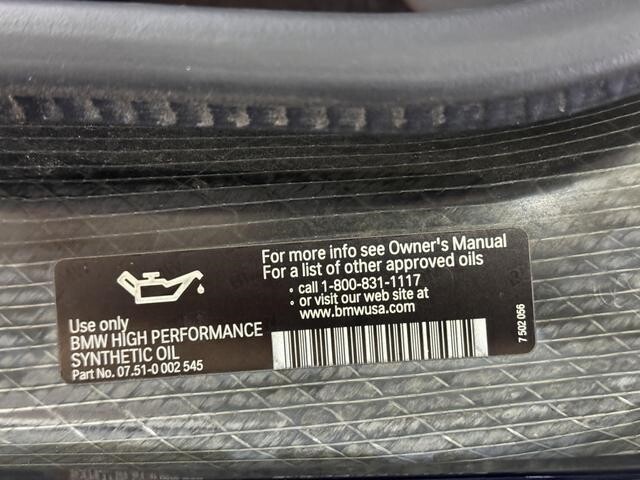 For more info see Owner's Manual
For a list of other approved oils
• call 1-800-831-1117
• or visit our web site at
www.bmwusa.com
Use only
BMW HIGH PERFORMANCE
SYNTHETIC OIL
Part No. 07.51-0 002 545
7 502 056